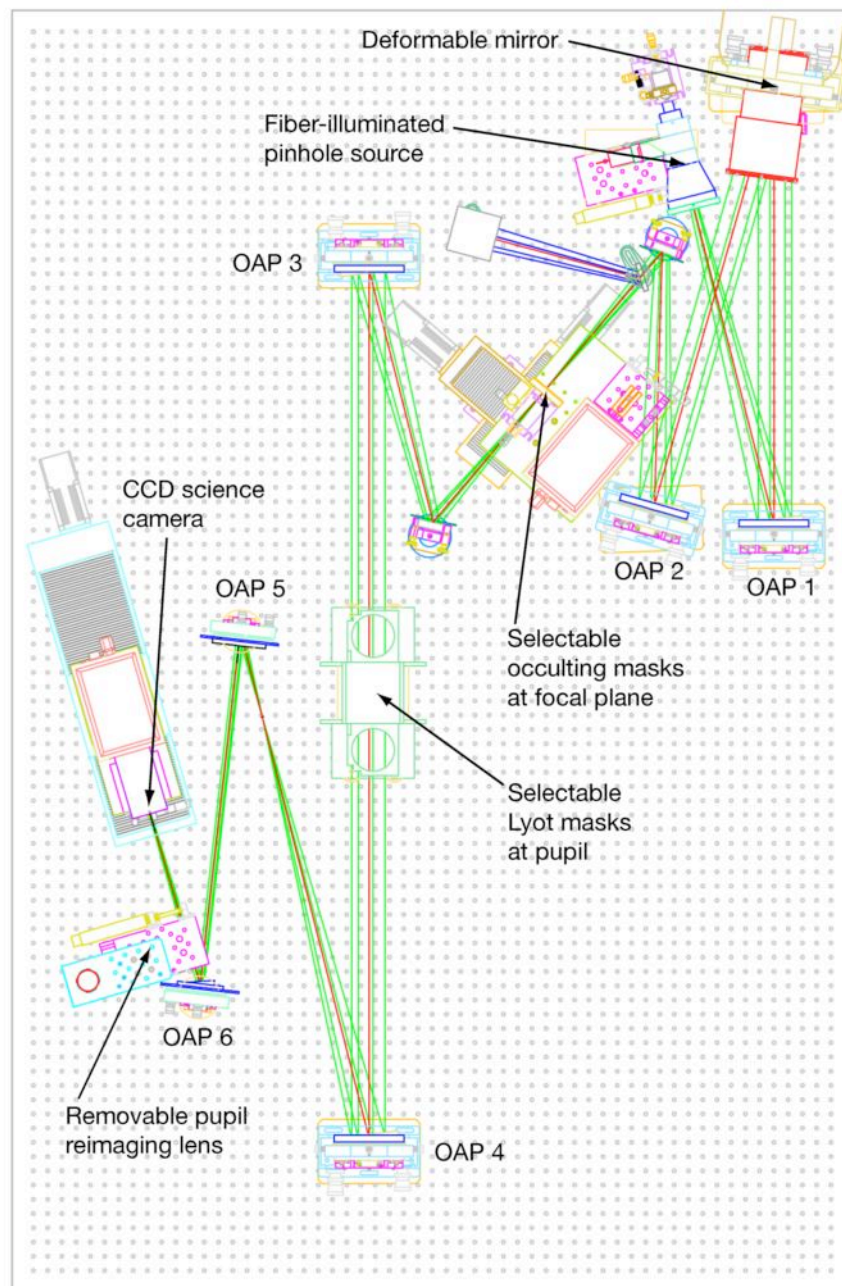 Deformable mirror
Fiber-illuminated
pinhole source
OAP 3
CCD science
camera
OAP 2
OAP 1
OAP 5
Selectable
occulting masks
at focal plane
Selectable
Lyot masks
at pupil
OAP 6
Removable pupil
reimaging lens
OAP 4